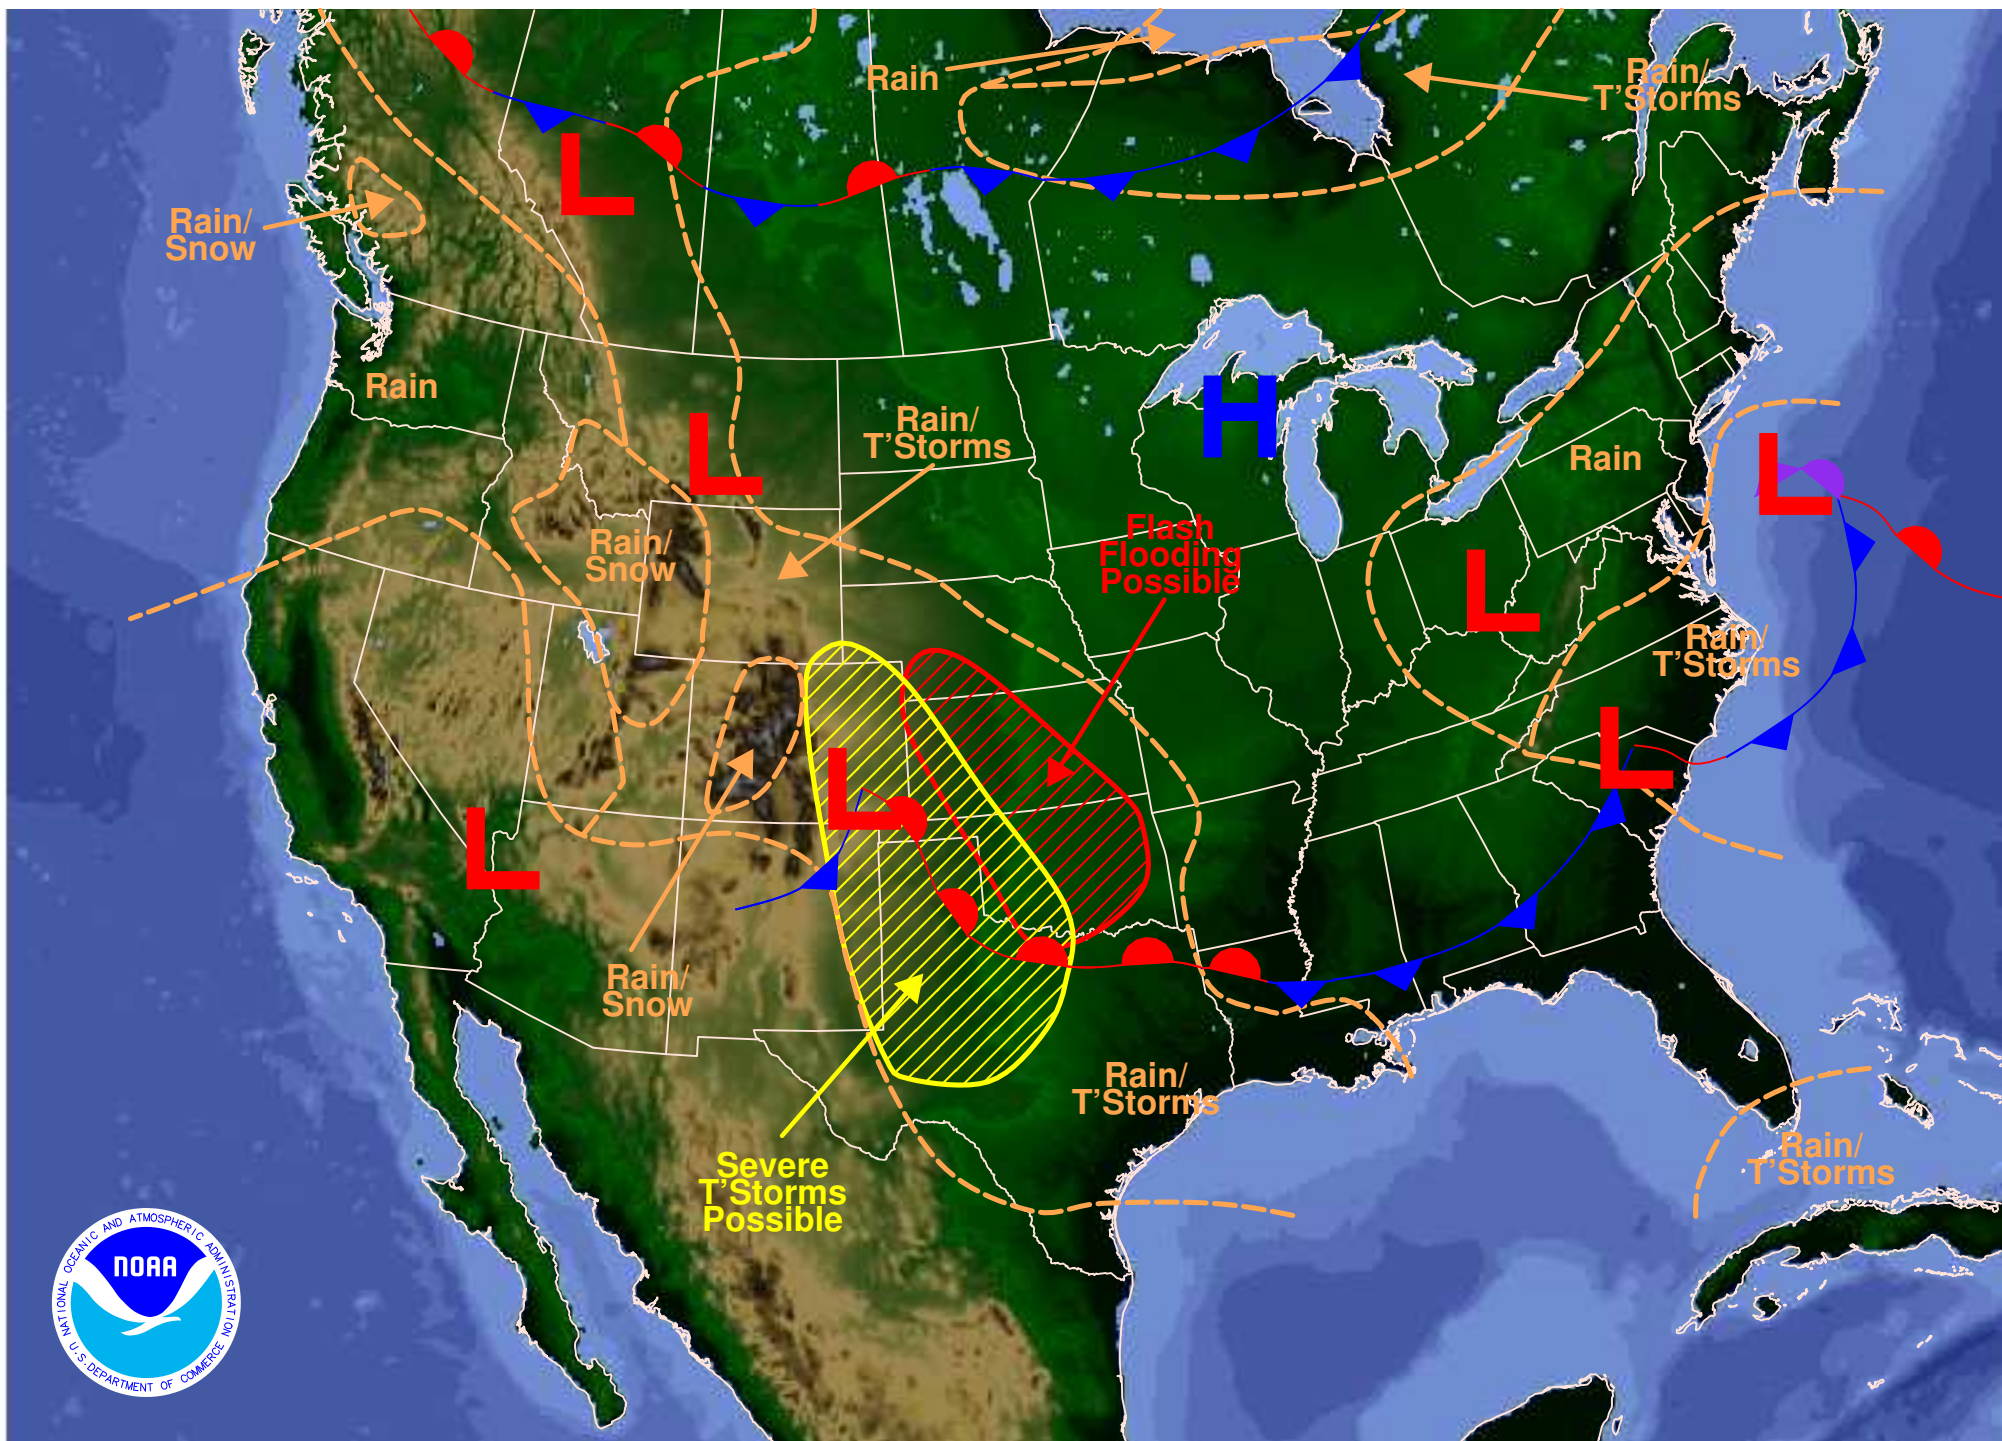 Rain
Rain/
T'Storms
Rain/
Snow
Rain
Rain/
T'Storms
Rain
Flash
Flooding
Possible
Rain/
Snow
Rain/
T'Storms
Rain/
Snow
Rain/
T'Storms
Severe
T'Storms
Possible
Rain/
T'Storms
L
L
H
L
L
L
L
L
NATIONAL OCEANIC AND ATMOSPHERIC ADMINISTRATION
NOAA
U.S. DEPARTMENT OF COMMERCE